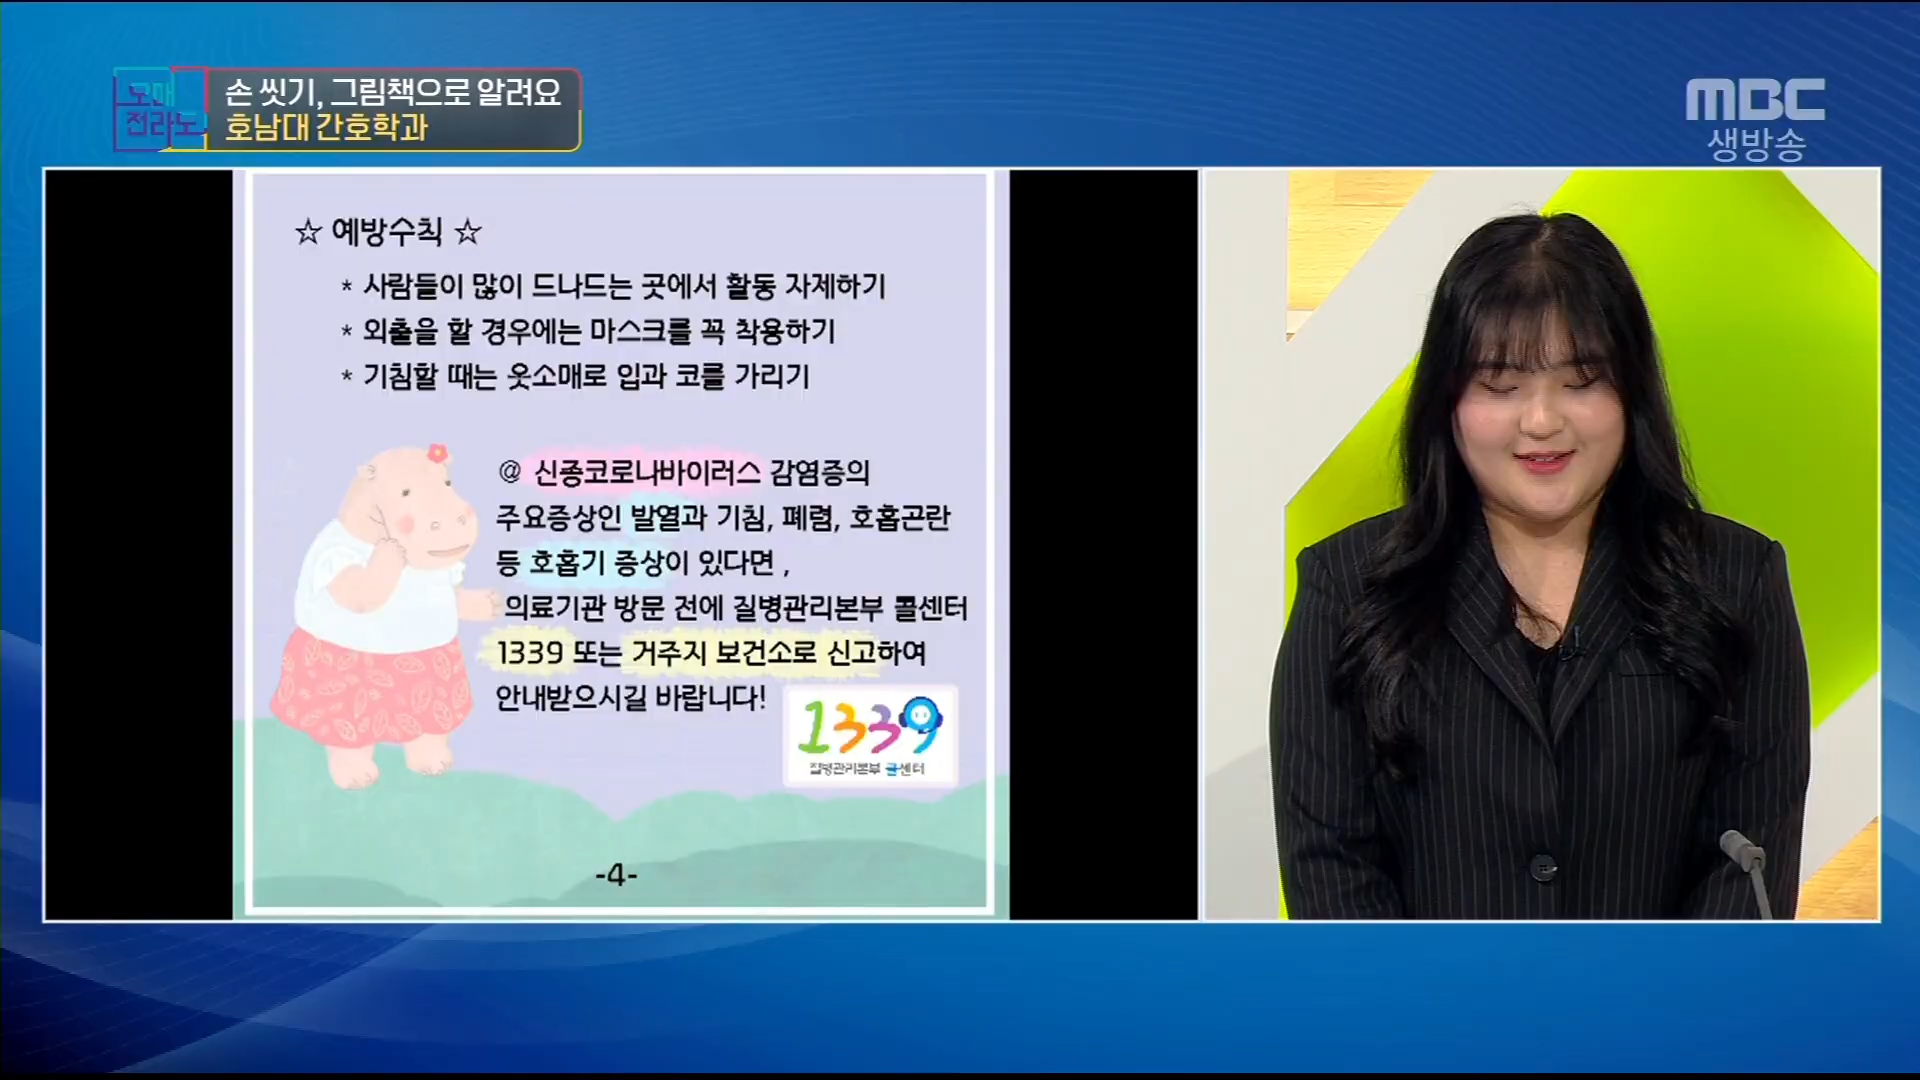 손 씻기, 그림책으로 알려요
호남대 간호학과
MBC
생방송
☆ 예방수칙 ☆
* 사람들이 많이 드나드는 곳에서 활동 자제하기
* 외출을 할 경우에는 마스크를 꼭 착용하기
* 기침할 때는 옷소매로 입과 코를 가리기
@ 신종코로나바이러스 감염증의
주요증상인 발열과 기침, 폐렴, 호흡곤란
등 호흡기 증상이 있다면 ,
의료기관 방문 전에 질병관리본부 콜센터
1339 또는 거주지 보건소로 신고하여
안내받으시길 바랍니다!
1339
질병관리본부 콜센터
-4-